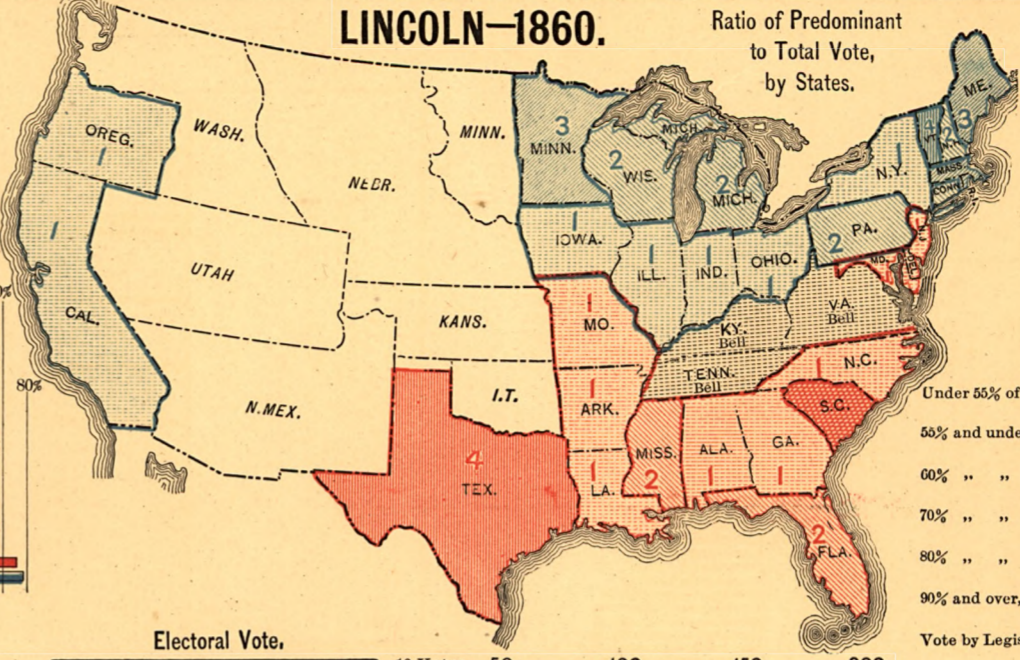 LINCOLN—1860.
Ratio of Predominant
to Total Vote,
by States.
WASH.
OREG.
1
CAL.
1
UTAH
NEBR.
MINN.
KANS.
N.MEX.
I.T.
TEX.
4
3
MINN.
2
WIS.
MICH.
2
MICH.
1
IOWA.
1
ILL.
1
IND.
OHIO.
1
2
PA.
1
N.Y.
VT.
ME.
3
MASS.
CONN.
MD.
VA.
Bell
KY.
Bell
TENN.
Bell
1
N.C.
S.C.
1
MO.
1
ARK.
1
LA.
MISS.
2
ALA.
1
GA.
1
2
FLA.
80%
Under 55% of
55% and unde
60% „ „
70% „ „
80% „ „
90% and over,
Vote by Legis
Electoral Vote,